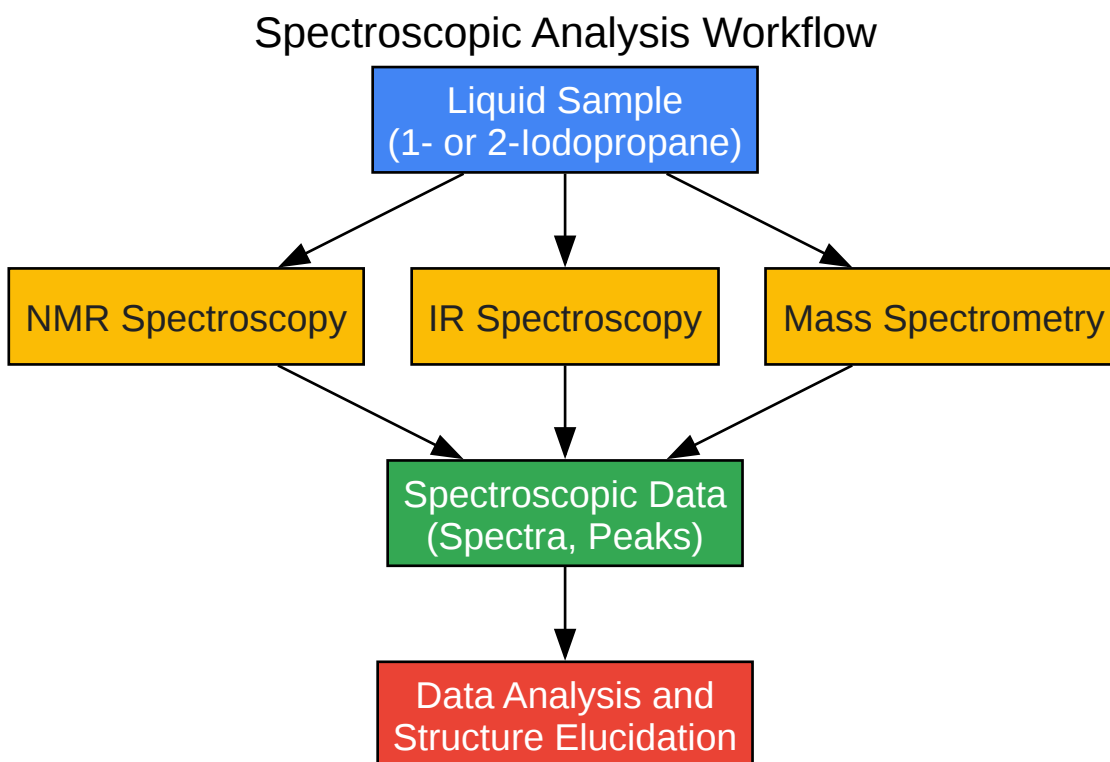 Spectroscopic Analysis Workflow
Liquid Sample
(1- or 2-Iodopropane)
NMR Spectroscopy
IR Spectroscopy
Mass Spectrometry
Spectroscopic Data
(Spectra, Peaks)
Data Analysis and
Structure Elucidation